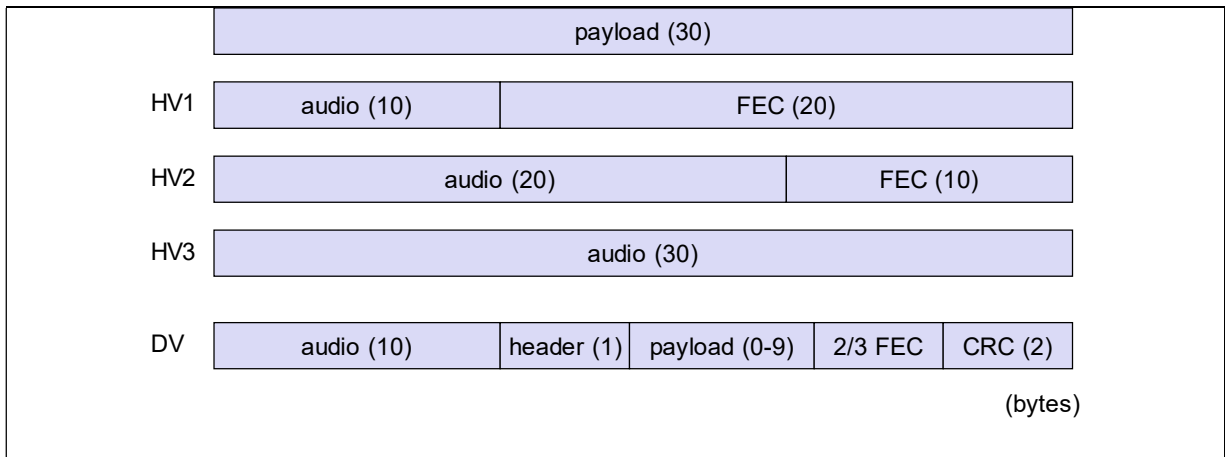 payload (30)
HV1 audio (10) FEC (20)
HV2 audio (20) FEC (10)
HV3 audio (30)
DV audio (10) header (1) payload (0-9) 2/3 FEC CRC (2)
(bytes)